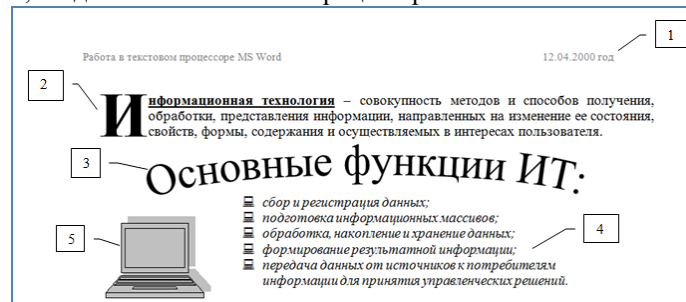 1
Работа в текстовом процессоре MS Word 12.04.2000 год
2
Информационная технология – совокупность методов и способов получения,
обработки, представления информации, направленных на изменение ее состояния,
свойств, формы, содержания и осуществляемых в интересах пользователя.
3
Основные функции ИТ:
сбор и регистрация данных;
подготовка информационных массивов;
обработка, накопление и хранение данных;
4
формирование результатной информации;
5
передача данных от источников к потребителям
информации для принятия управленческих решений.